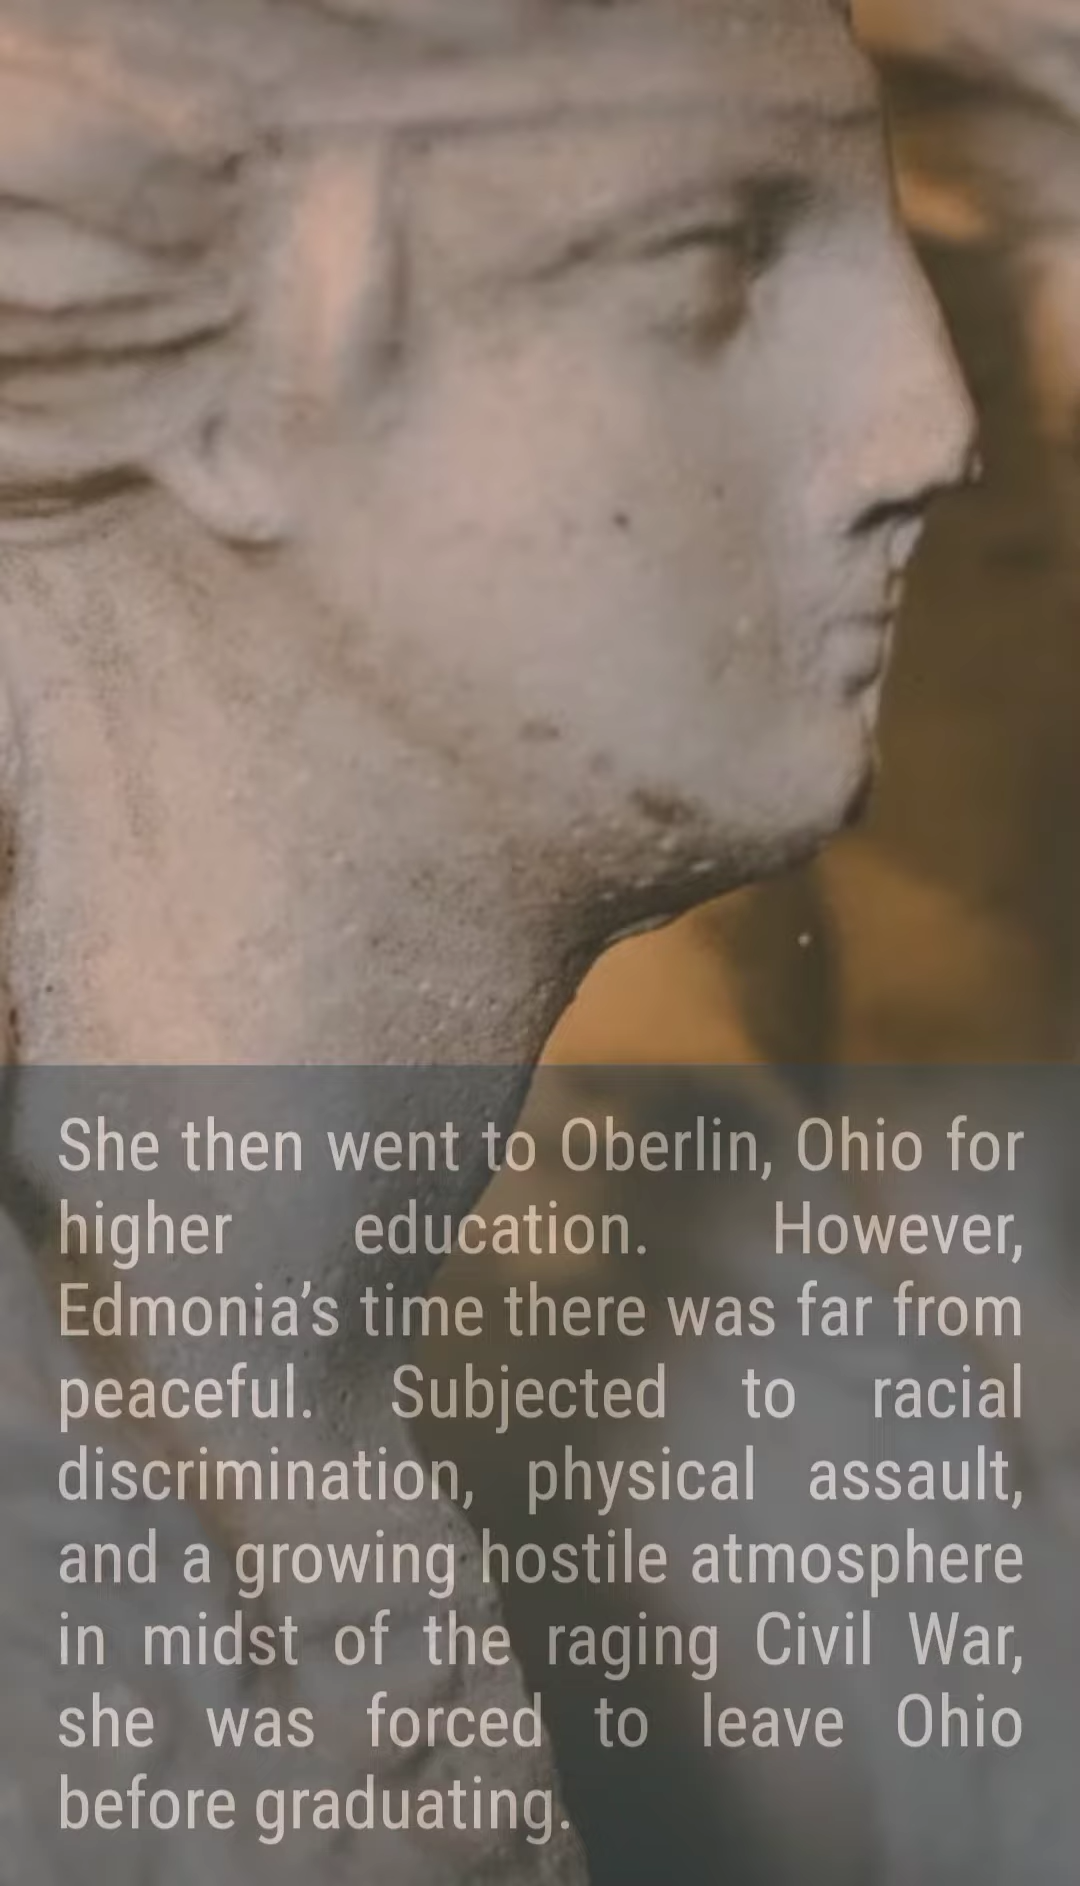 She then went to Oberlin, Ohio for
higher education. However,
Edmonia’s time there was far from
peaceful. Subjected to racial
discrimination, physical assault,
and a growing hostile atmosphere
in midst of the raging Civil War,
she was forced to leave Ohio
before graduating.